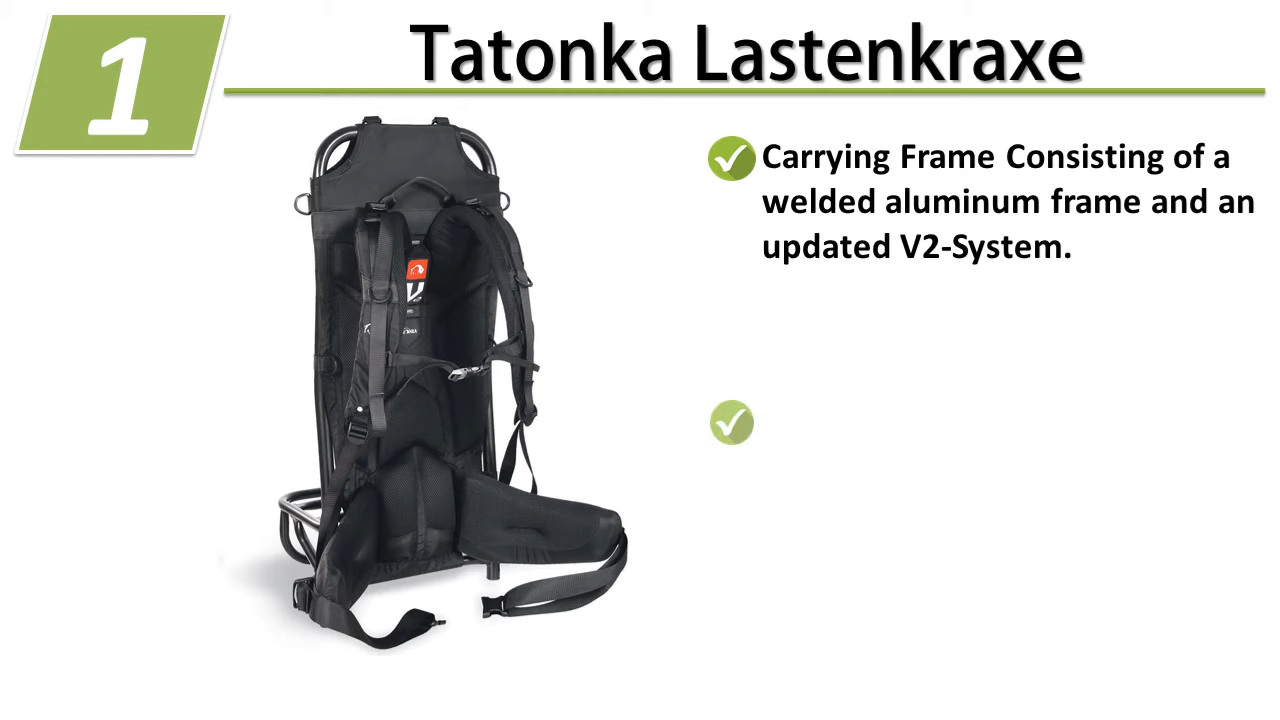 1
Tatonka Lastenkraxe
Carrying Frame Consisting of a
welded aluminum frame and an
updated V2-System.